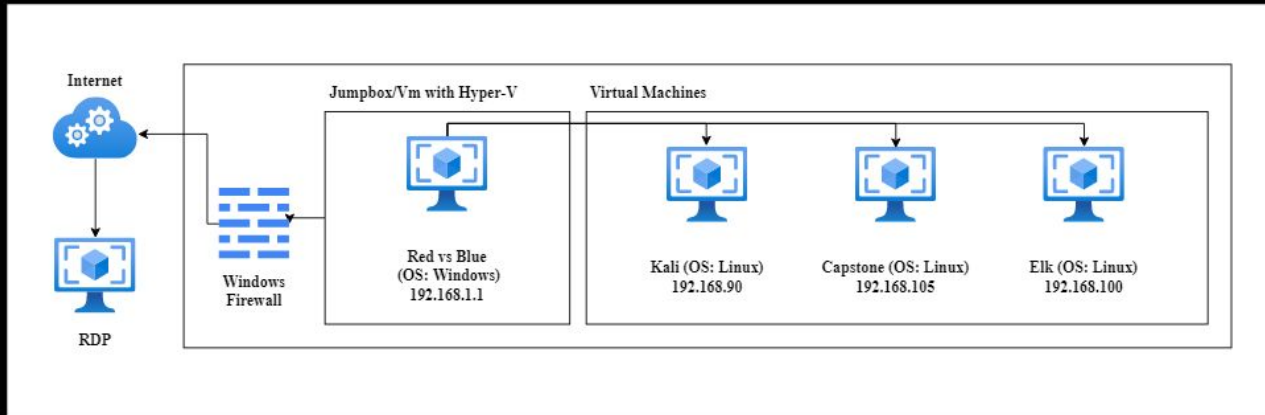 Internet
Jumpbox/Vm with Hyper-V
Virtual Machines
Red vs Blue
(OS: Windows)
192.168.1.1
Kali (OS: Linux)
192.168.90
Capstone (OS: Linux)
192.168.105
Elk (OS: Linux)
192.168.100
Windows
Firewall
RDP